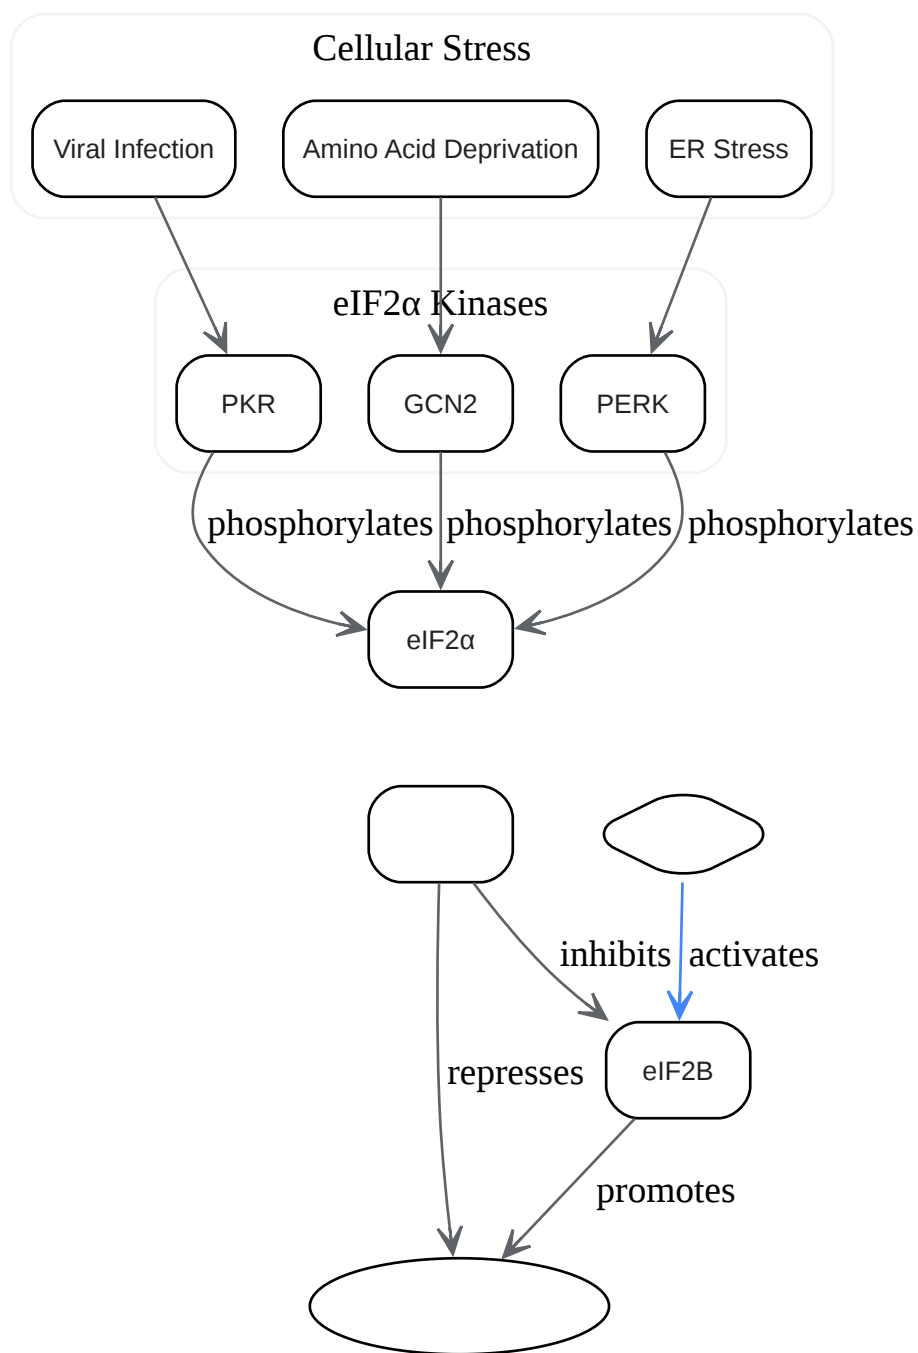 Cellular Stress
Viral Infection
Amino Acid Deprivation
ER Stress
eIF2α Kinases
PKR
GCN2
PERK
phosphorylates
phosphorylates
phosphorylates
eIF2α
inhibits
activates
represses
eIF2B
promotes